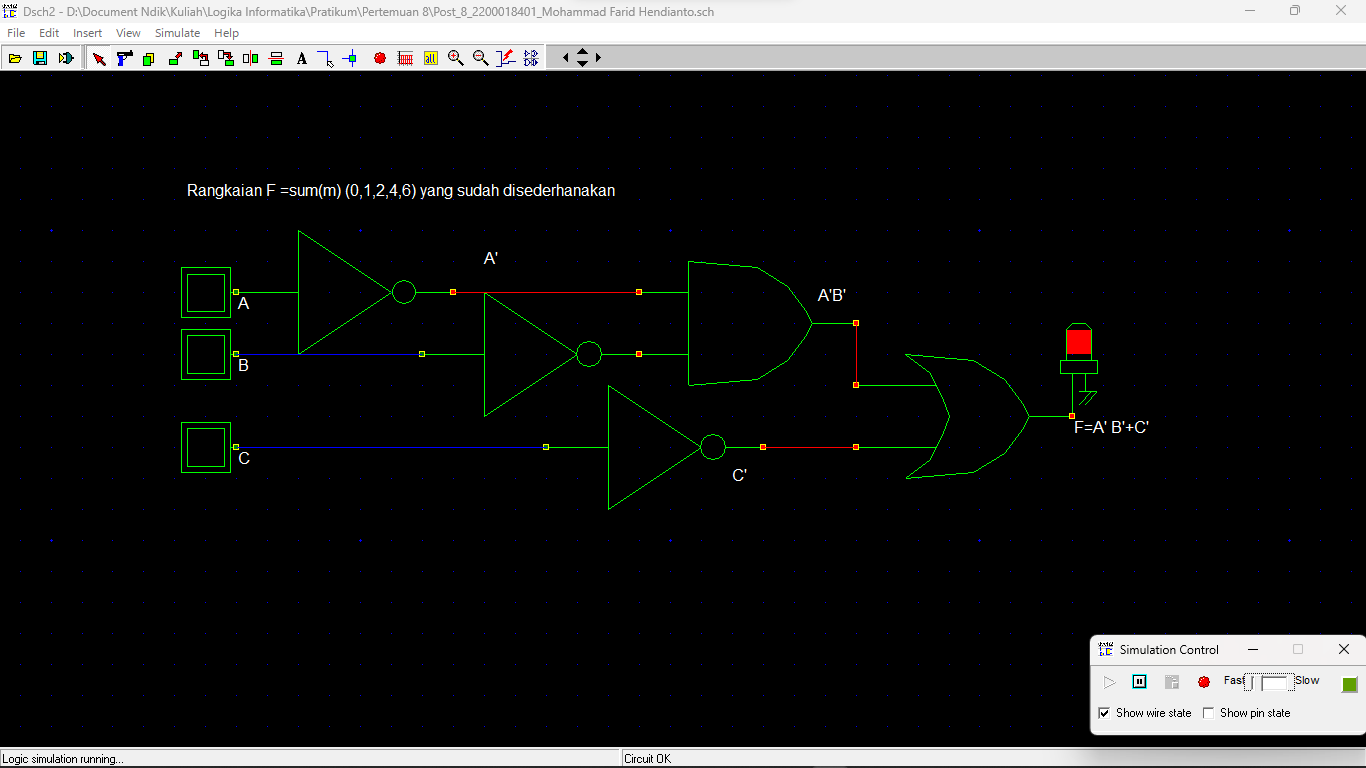 Dsch2 - D:\Document Ndik\Kuliah\Logika Informatika\Pratikum\Pertemuan 8\Post_8_2200018401_Mohammad Farid Hendianto.sch
File Edit Insert View Simulate Help
A
Rangkaian F =sum(m) (0,1,2,4,6) yang sudah disederhanakan
A'
A
A'B'
B
C
C'
F=A' B'+C'
Simulation Control
Fast Slow
Show wire state Show pin state
Logic simulation running... Circuit OK